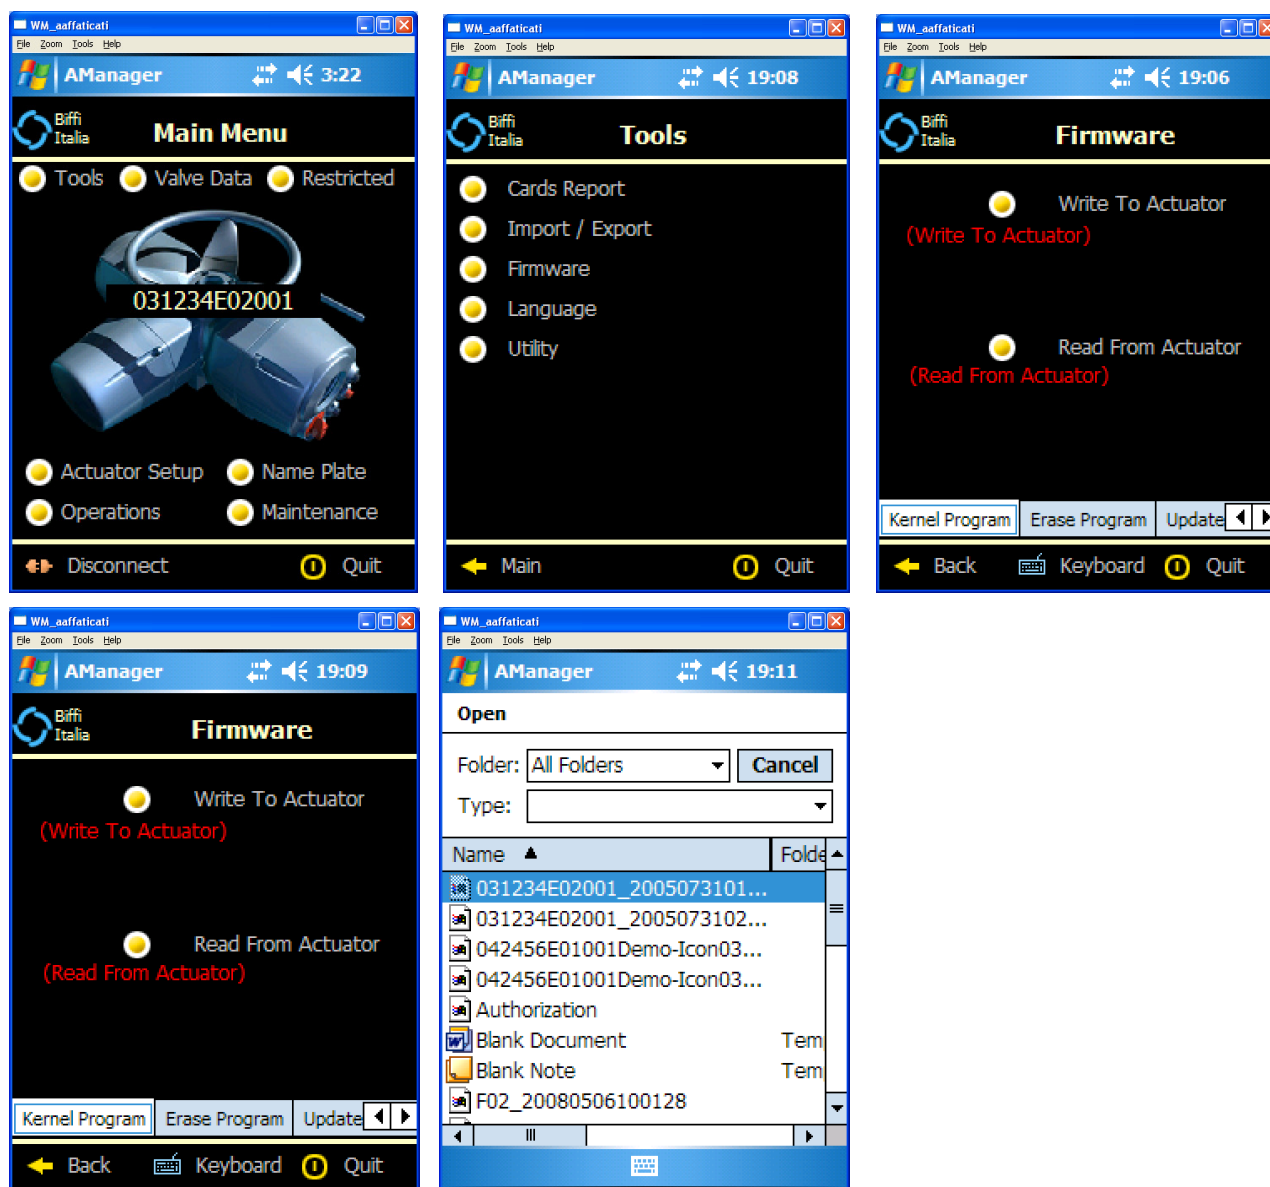 WM_aaffaticati
File Zoom Tools Help
AManager 3:22
Biffi
Italia
Main Menu
Tools Valve Data Restricted
031234E02001
Actuator Setup Name Plate
Operations Maintenance
Disconnect Quit
WM_aaffaticati
File Zoom Tools Help
AManager 19:08
Biffi
Italia
Tools
Cards Report
Import / Export
Firmware
Language
Utility
Main Quit
WM_aaffaticati
File Zoom Tools Help
AManager 19:06
Biffi
Italia
Firmware
Write To Actuator
(Write To Actuator)
Read From Actuator
(Read From Actuator)
Kernel Program Erase Program Update
Back Keyboard Quit
WM_aaffaticati
File Zoom Tools Help
AManager 19:09
Biffi
Italia
Firmware
Write To Actuator
(Write To Actuator)
Read From Actuator
(Read From Actuator)
Kernel Program Erase Program Update
Back Keyboard Quit
WM_aaffaticati
File Zoom Tools Help
AManager 19:11
Open
Folder: All Folders Cancel
Type:
Name Folde
031234E02001_2005073101...
031234E02001_2005073102...
042456E01001Demo-Icon03...
042456E01001Demo-Icon03...
Authorization
Blank Document Tem
Blank Note Tem
F02_20080506100128